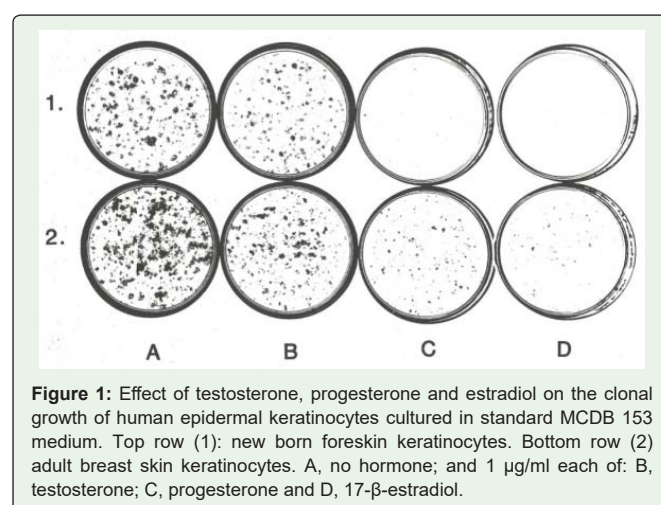 1.
2.
A B C D
Figure 1: Effect of testosterone, progesterone and estradiol on the clonal
growth of human epidermal keratinocytes cultured in standard MCDB 153
medium. Top row (1): new born foreskin keratinocytes. Bottom row (2)
adult breast skin keratinocytes. A, no hormone; and 1 μg/ml each of: B,
testosterone; C, progesterone and D, 17-β-estradiol.